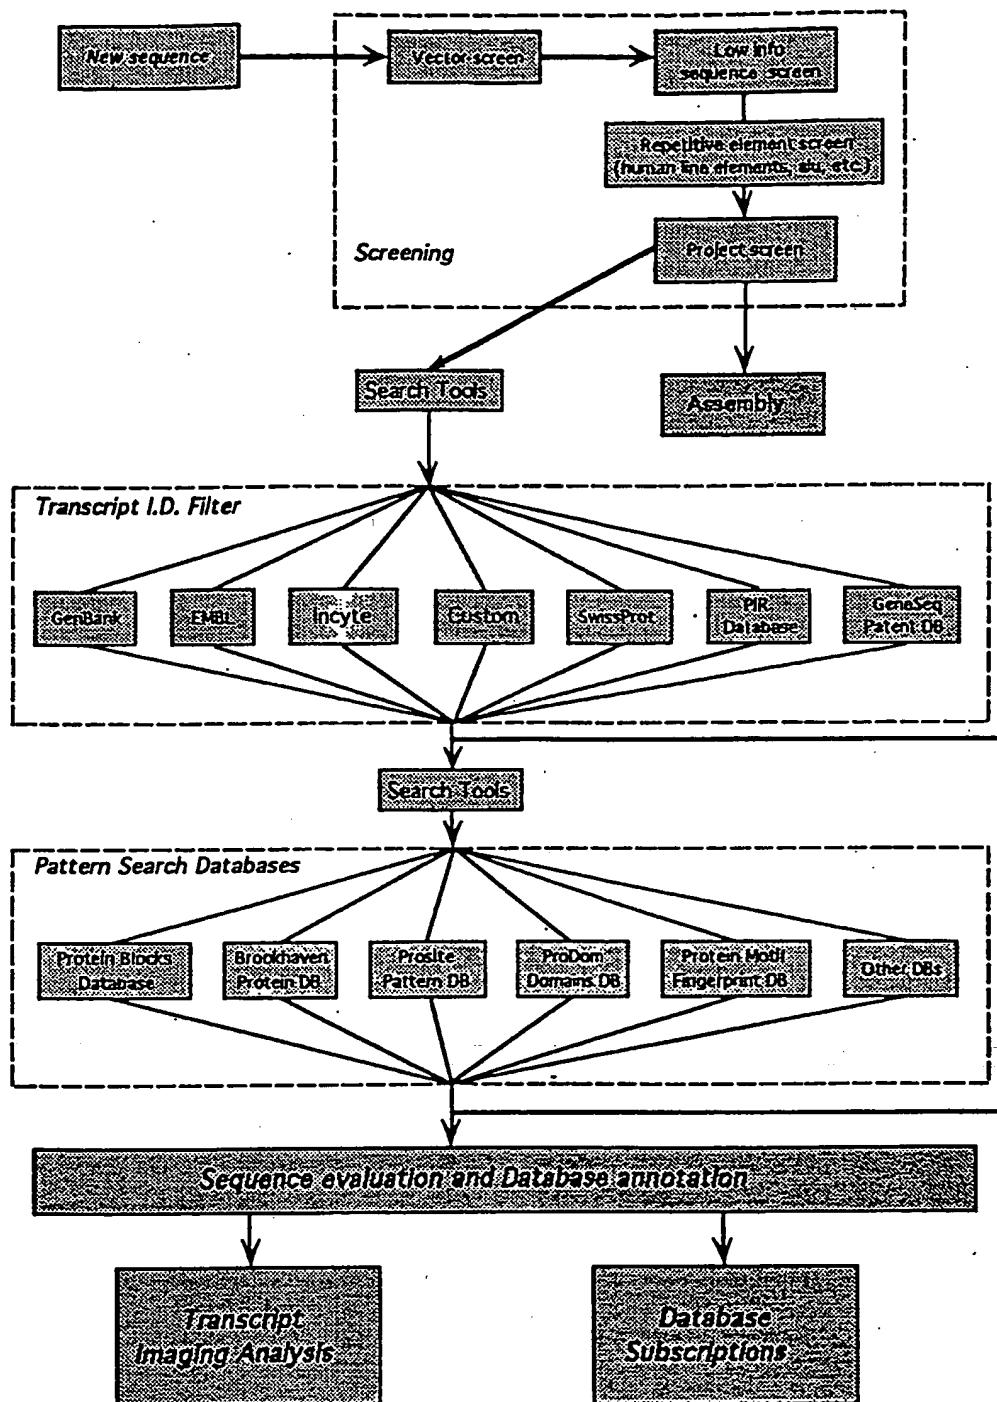 New sequence
Vector screen
Low info
sequence screen
Repetitive element screen
(human line elements, alu, etc.)
Project screen
Screening
Search Tools
Assembly
Transcript I.D. Filter
GenBank
EMBL
Incyte
Custom
SwissProt
PIR
Database
GeneSeq
Patent DB
Search Tools
Pattern Search Databases
Protein Blocks
Database
Brookhaven
Protein DB
Prosite
Pattern DB
ProDom
Domains DB
Protein Motif
Fingerprint DB
Other DBs
Sequence evaluation and Database annotation
Transcript
Imaging Analysis
Database
Subscriptions